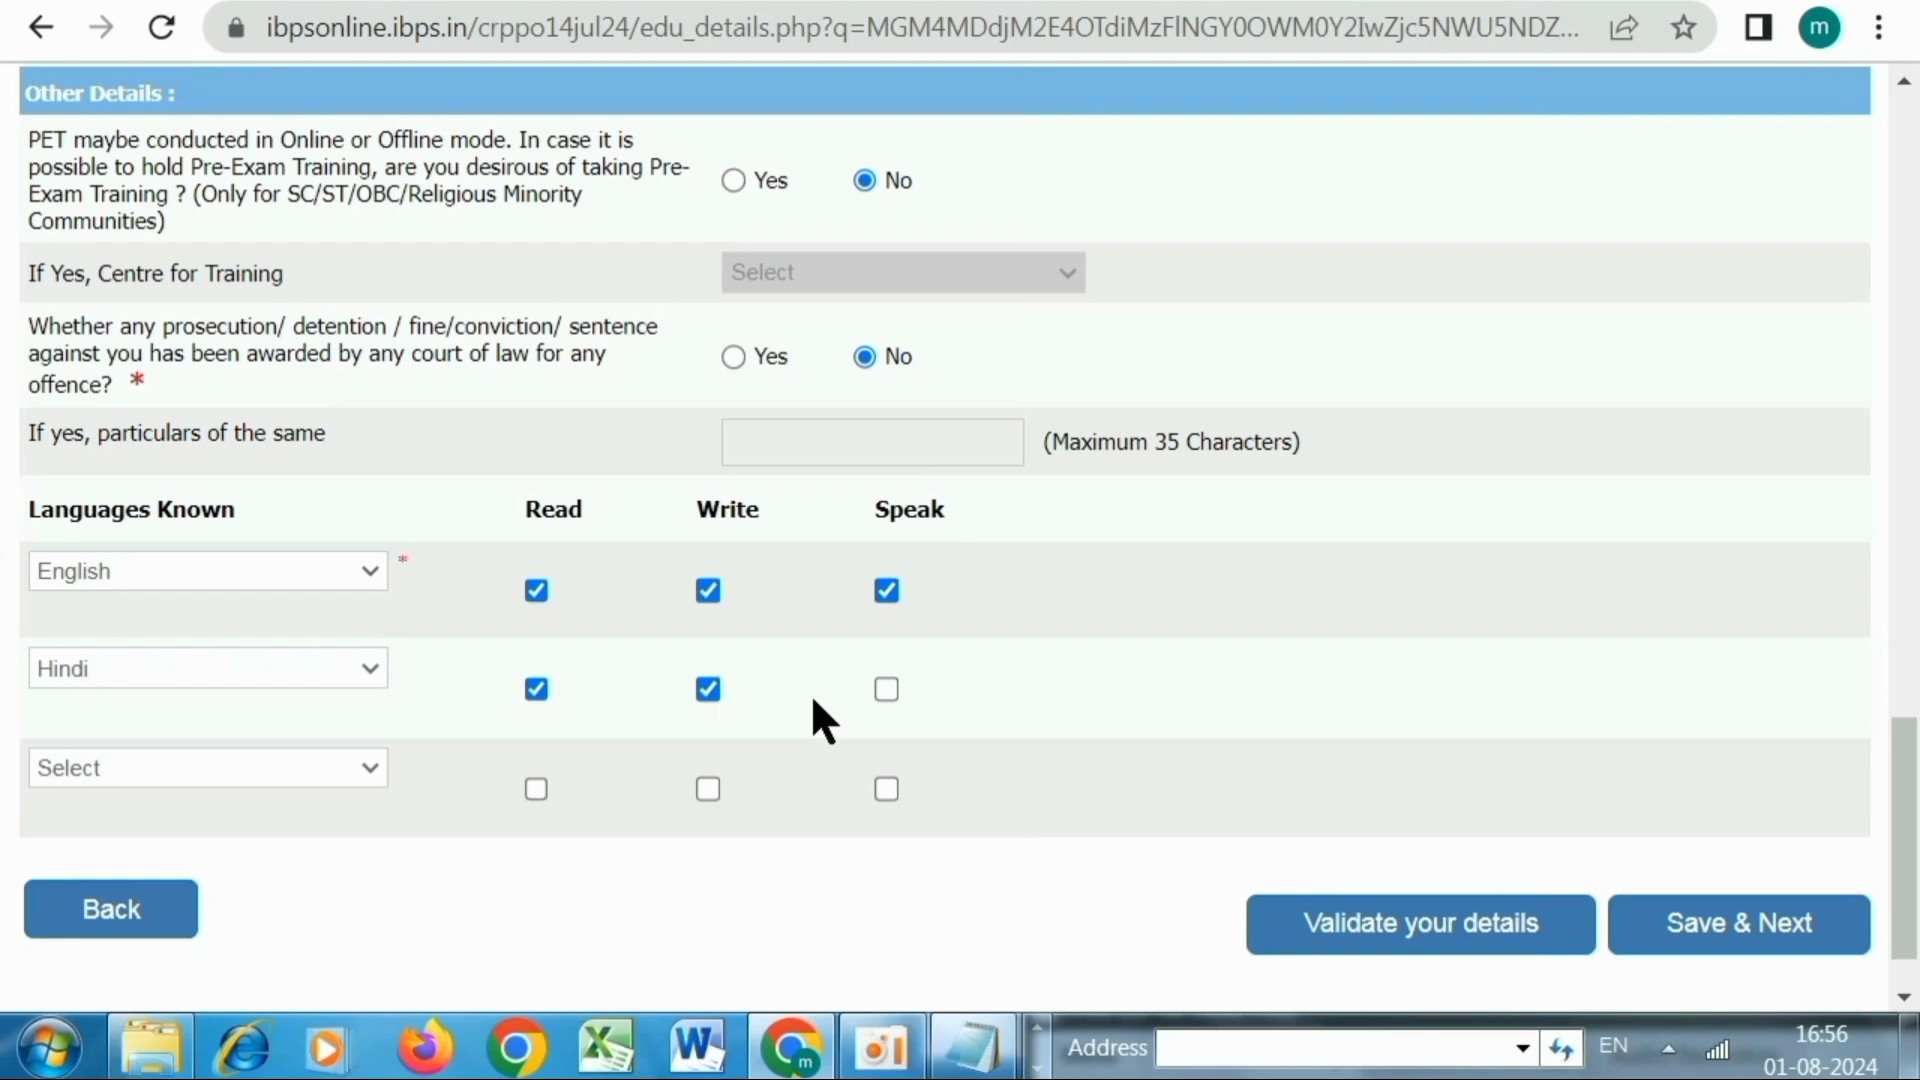 ibpsonline.ibps.in/crppo14jul24/edu_details.php?q=MGM4MDdjM2E4OTdiMzFlNGY0OWM0Y2IwZjc5NWU5NDZ...
m
Other Details :
PET maybe conducted in Online or Offline mode. In case it is
possible to hold Pre-Exam Training, are you desirous of taking Pre-
Exam Training ? (Only for SC/ST/OBC/Religious Minority
Communities)
Yes No
If Yes, Centre for Training Select
Whether any prosecution/ detention / fine/conviction/ sentence
against you has been awarded by any court of law for any
offence? *
Yes No
If yes, particulars of the same (Maximum 35 Characters)
Languages Known Read Write Speak
English *
Hindi
Select
Back
Validate your details Save & Next
m
Address EN 16:56
01-08-2024